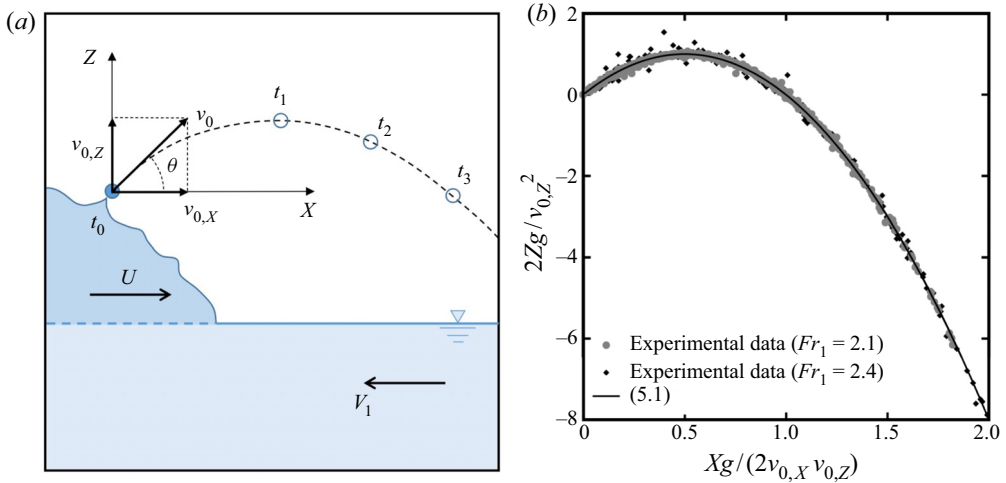 (a)
Z
v0
v0,Z
θ
v0,X
X
t0
t1
t2
t3
U
V1
(b)
2
0
−2
−4
−6
−8
2Zg/v0,Z^2
Experimental data (Fr1 = 2.1)
Experimental data (Fr1 = 2.4)
(5.1)
0
0.5
1.0
1.5
2.0
Xg/(2v0,X v0,Z)